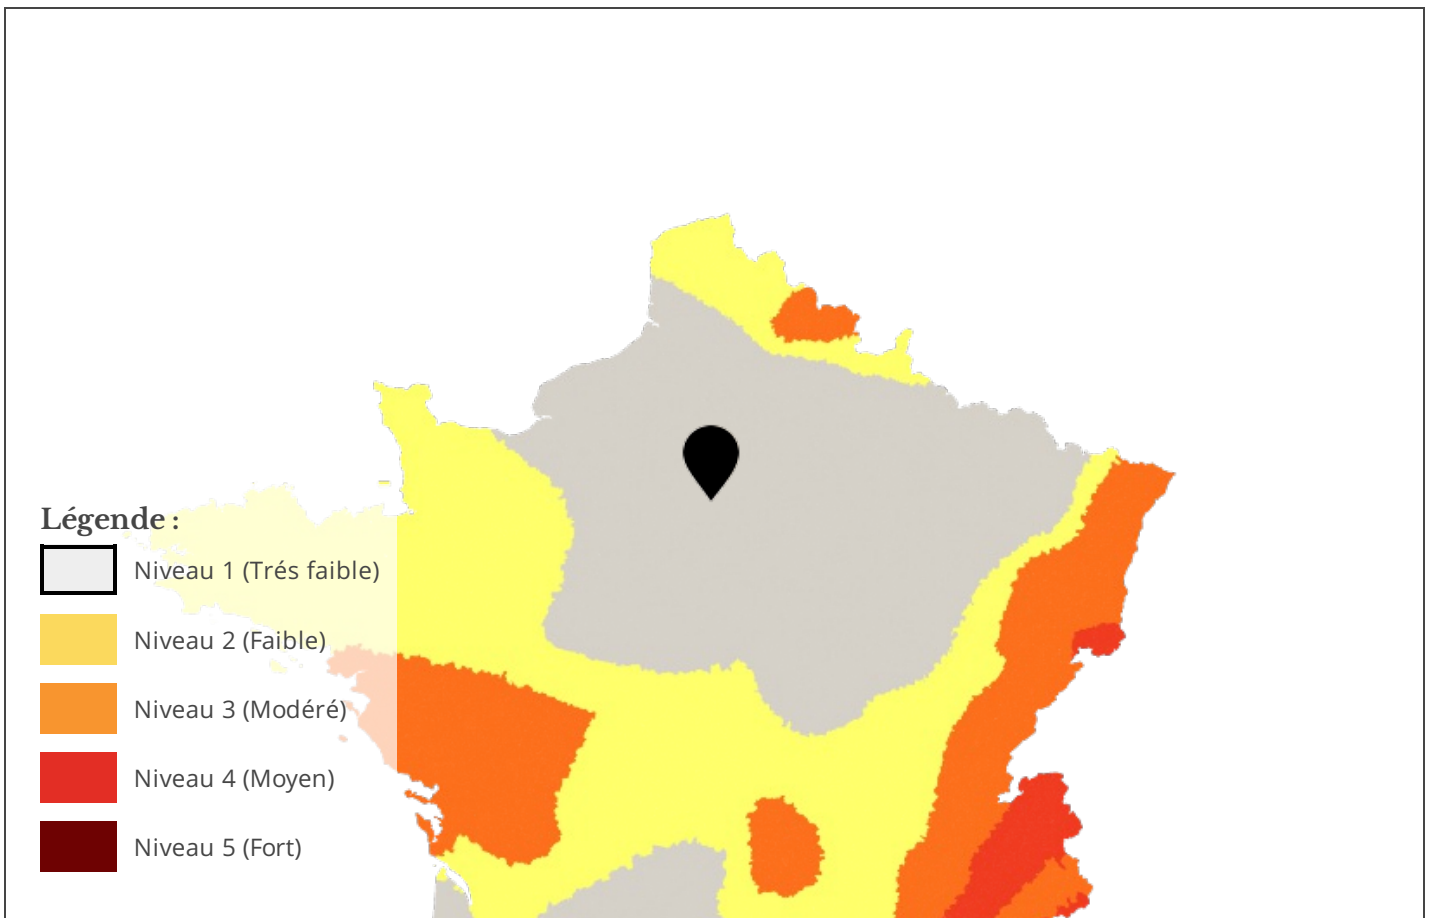 Légende :
Niveau 1 (Trés faible)
Niveau 2 (Faible)
Niveau 3 (Modéré)
Niveau 4 (Moyen)
Niveau 5 (Fort)